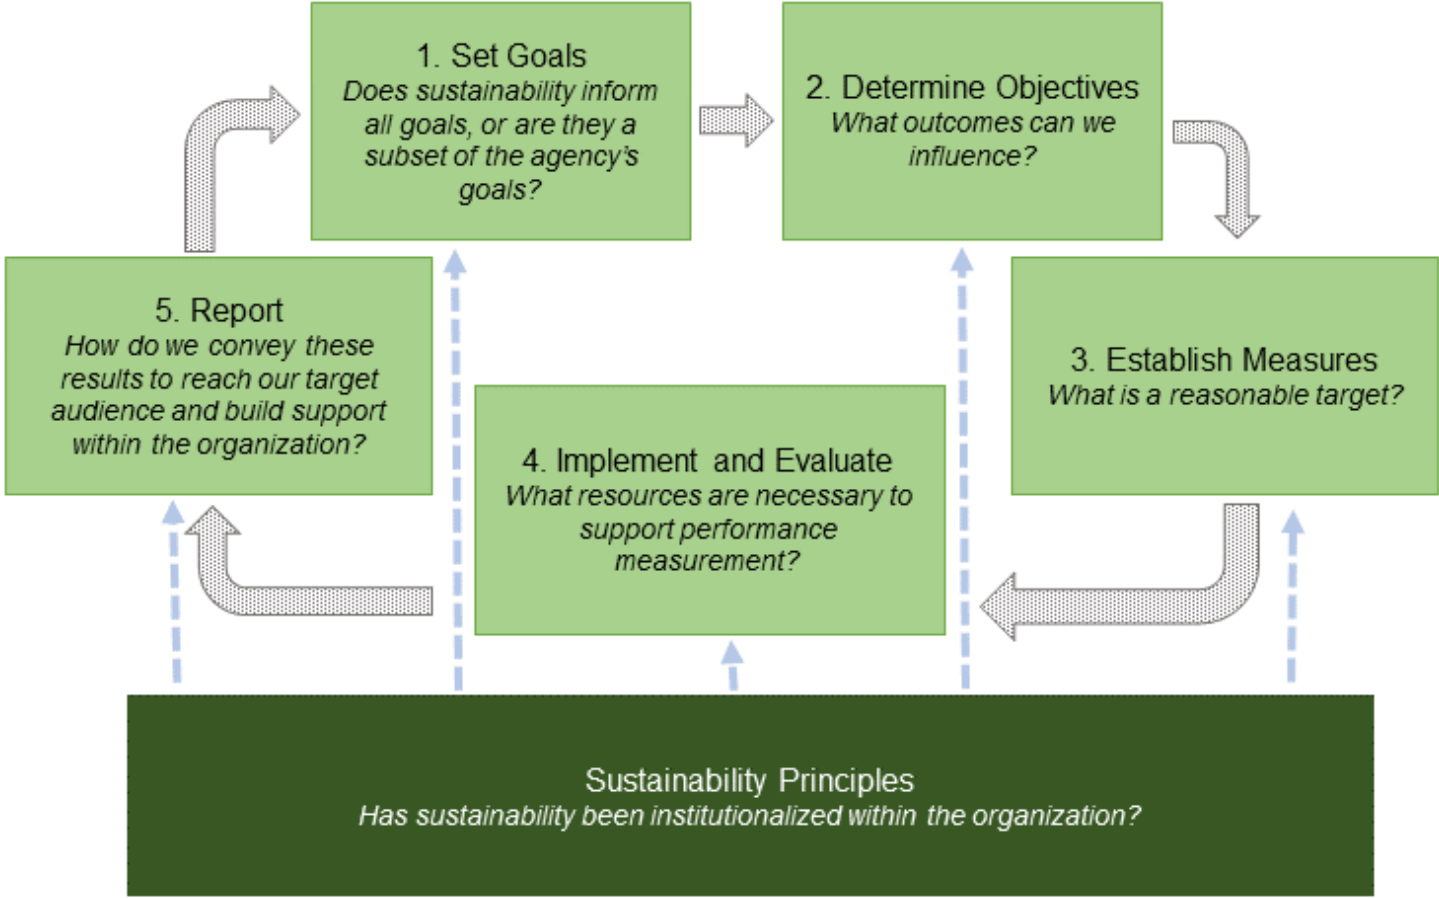 1. Set Goals
Does sustainability inform
all goals, or are they a
subset of the agency's
goals?
2. Determine Objectives
What outcomes can we
influence?
3. Establish Measures
What is a reasonable target?
4. Implement and Evaluate
What resources are necessary to
support performance
measurement?
5. Report
How do we convey these
results to reach our target
audience and build support
within the organization?
Sustainability Principles
Has sustainability been institutionalized within the organization?